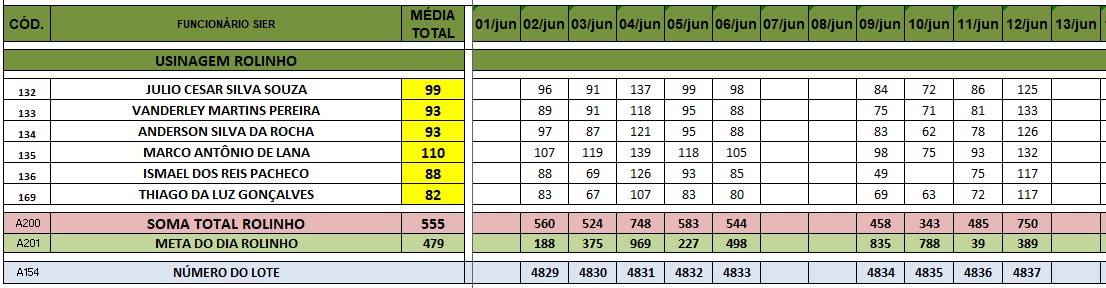 CÓD. FUNCIONÁRIO SIER MÉDIA TOTAL 01/jun 02/jun 03/jun 04/jun 05/jun 06/jun 07/jun 08/jun 09/jun 10/jun 11/jun 12/jun 13/jun
USINAGEM ROLINHO
132 JULIO CESAR SILVA SOUZA 99 96 91 137 99 98 84 72 86 125
133 VANDERLEY MARTINS PEREIRA 93 89 91 118 95 88 75 71 81 133
134 ANDERSON SILVA DA ROCHA 93 97 87 121 95 88 83 62 78 126
135 MARCO ANTÔNIO DE LANA 110 107 119 139 118 105 98 75 93 132
136 ISMAEL DOS REIS PACHECO 88 88 69 126 93 85 49 75 117
169 THIAGO DA LUZ GONÇALVES 82 83 67 107 83 80 69 63 72 117
A200 SOMA TOTAL ROLINHO 555 560 524 748 583 544 458 343 485 750
A201 META DO DIA ROLINHO 479 188 375 969 227 498 835 788 39 389
A154 NÚMERO DO LOTE 4829 4830 4831 4832 4833 4834 4835 4836 4837